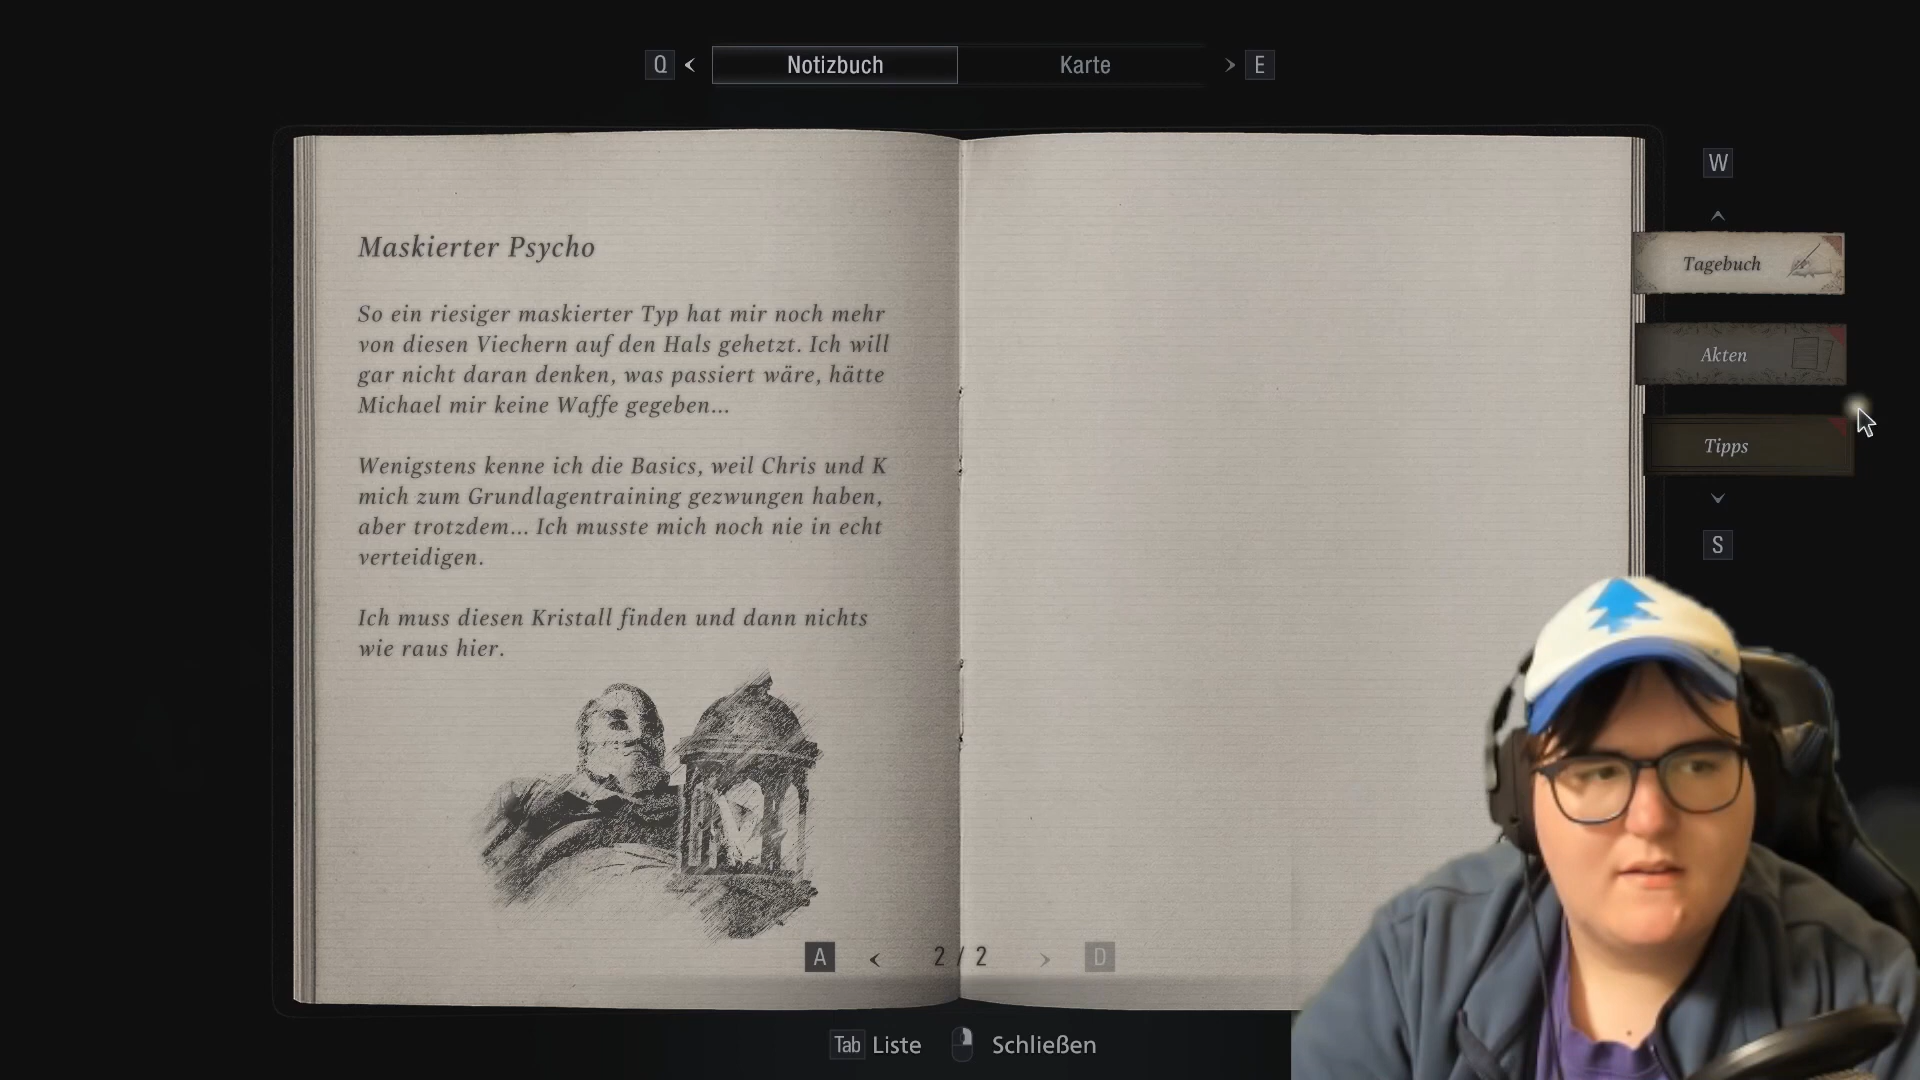 Q < Notizbuch Karte > E
Maskierter Psycho
So ein riesiger maskierter Typ hat mir noch mehr
von diesen Viechern auf den Hals gehetzt. Ich will
gar nicht daran denken, was passiert wäre, hätte
Michael mir keine Waffe gegeben...
Wenigstens kenne ich die Basics, weil Chris und K
mich zum Grundlagentraining gezwungen haben,
aber trotzdem... Ich musste mich noch nie in echt
verteidigen.
Ich muss diesen Kristall finden und dann nichts
wie raus hier.
W
Tagebuch
Akten
Tipps
S
A < 2 / 2 > D
Tab Liste Schließen